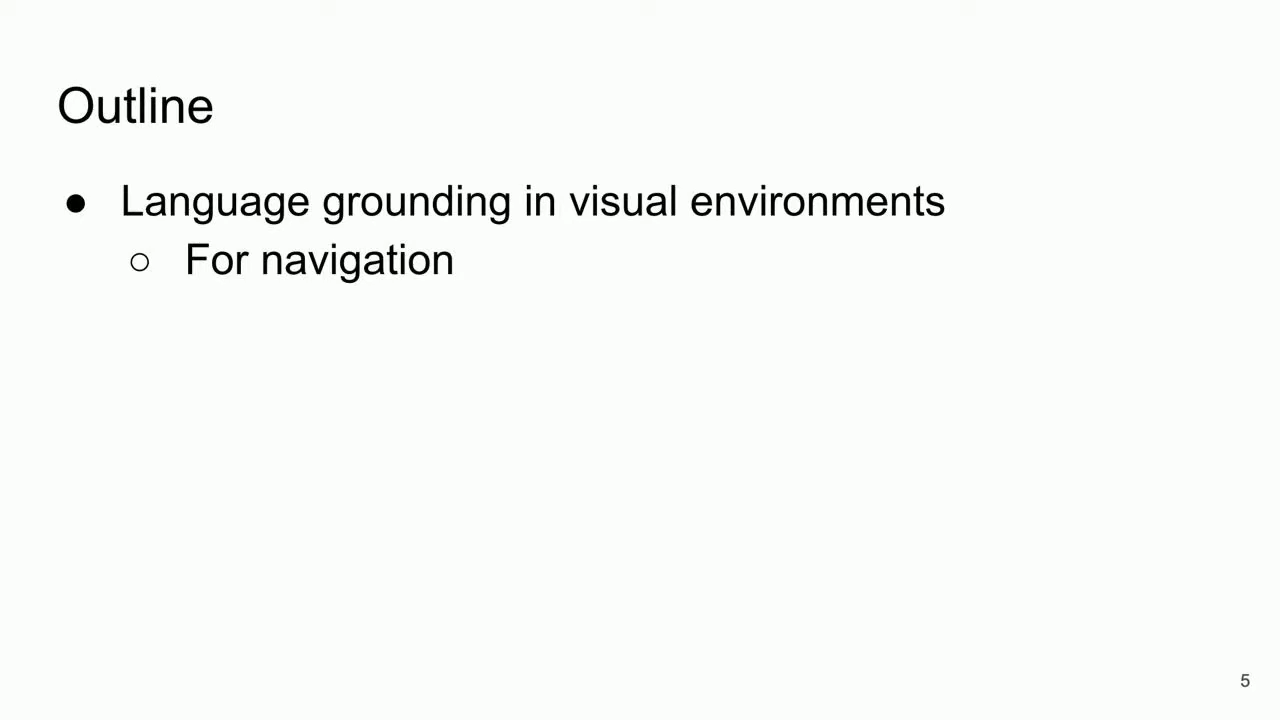 Outline
● Language grounding in visual environments
○ For navigation
5